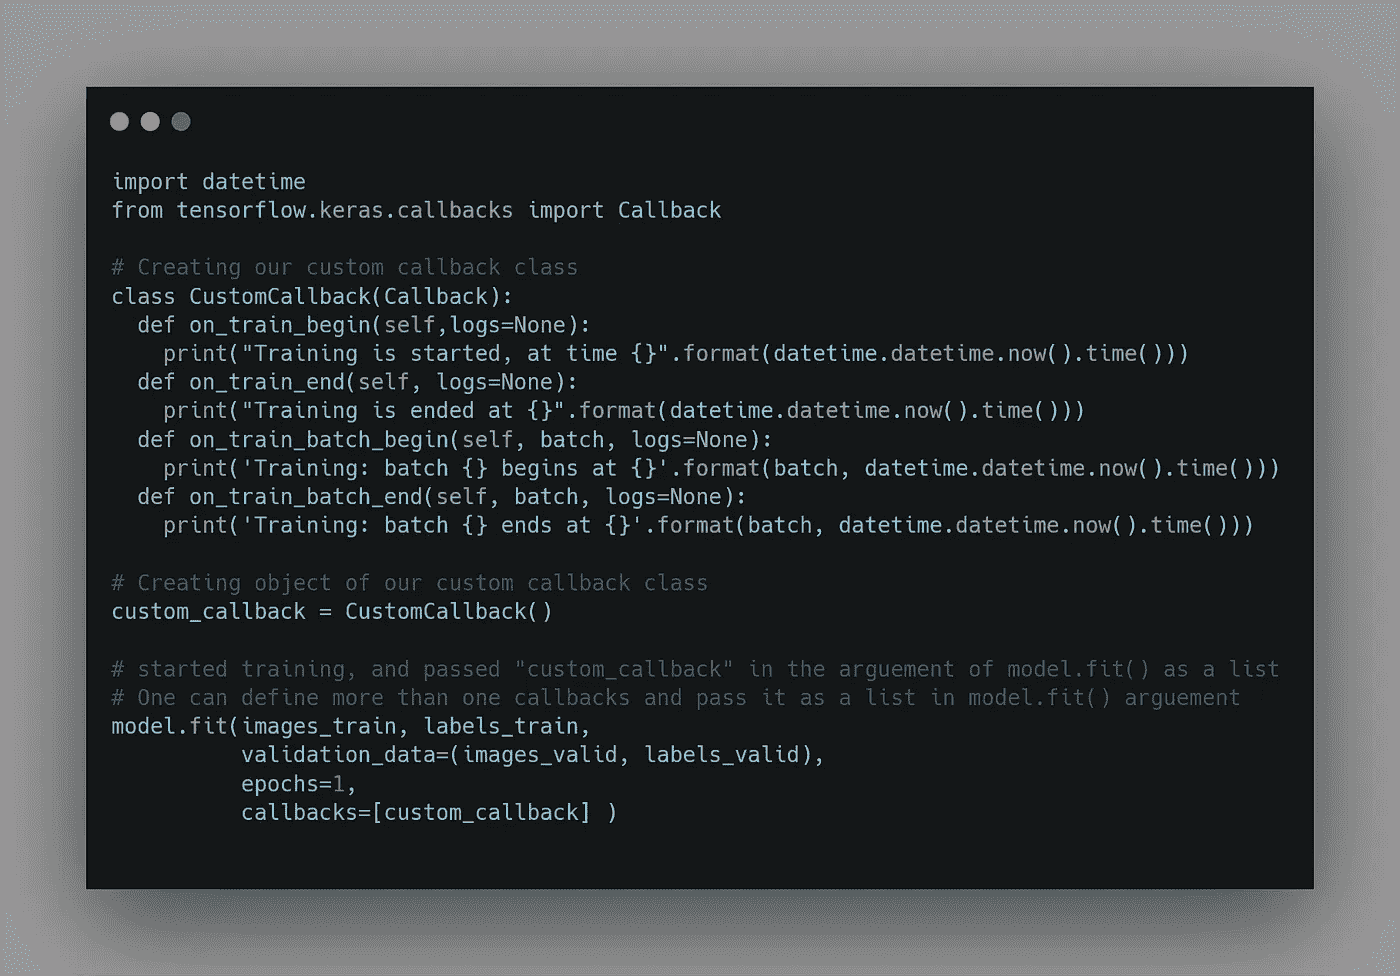 import datetime
from tensorflow.keras.callbacks import Callback
# Creating our custom callback class
class CustomCallback(Callback):
  def on_train_begin(self,logs=None):
    print("Training is started, at time {}".format(datetime.datetime.now().time()))
  def on_train_end(self, logs=None):
    print("Training is ended at {}".format(datetime.datetime.now().time()))
  def on_train_batch_begin(self, batch, logs=None):
    print('Training: batch {} begins at {}'.format(batch, datetime.datetime.now().time()))
  def on_train_batch_end(self, batch, logs=None):
    print('Training: batch {} ends at {}'.format(batch, datetime.datetime.now().time()))
# Creating object of our custom callback class
custom_callback = CustomCallback()
# started training, and passed "custom_callback" in the arguement of model.fit() as a list
# One can define more than one callbacks and pass it as a list in model.fit() arguement
model.fit(images_train, labels_train,
          validation_data=(images_valid, labels_valid),
          epochs=1,
          callbacks=[custom_callback] )